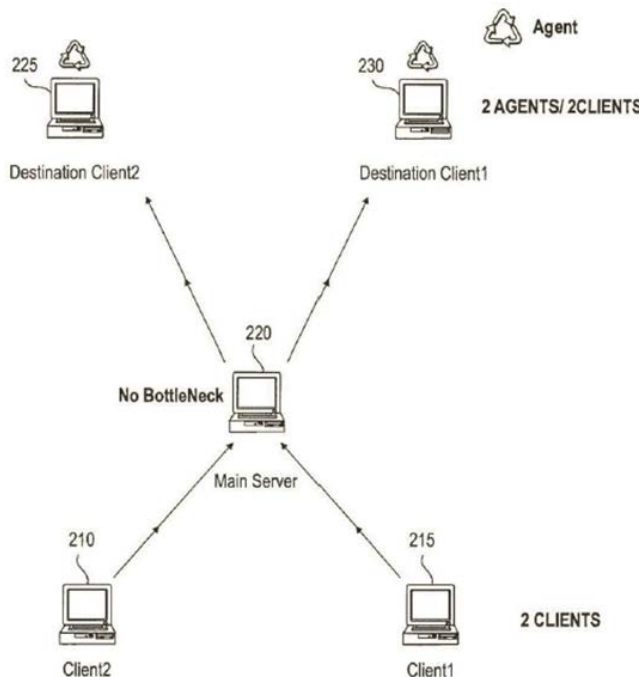 Agent
225
230
2 AGENTS/ 2CLIENTS
Destination Client2
Destination Client1
220
No BottleNeck
Main Server
210
215
2 CLIENTS
Client2
Client1